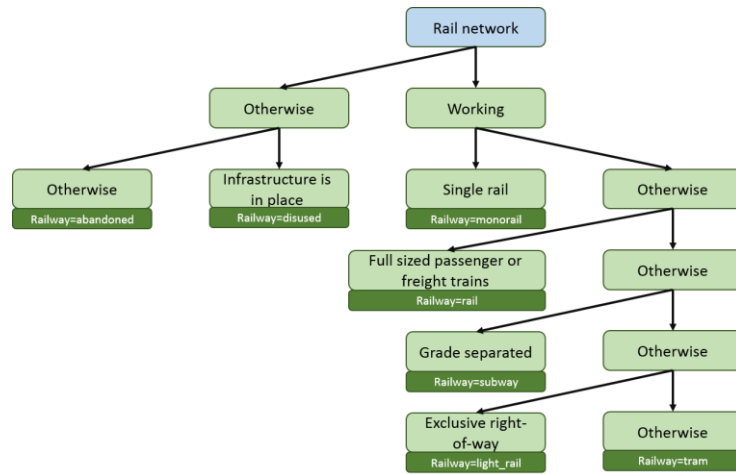 Rail network
Otherwise
Working
Otherwise
Railway=abandoned
Infrastructure is
in place
Railway=disused
Single rail
Railway=monorail
Otherwise
Full sized passenger or
freight trains
Railway=rail
Otherwise
Grade separated
Railway=subway
Otherwise
Exclusive right-
of-way
Railway=light_rail
Otherwise
Railway=tram